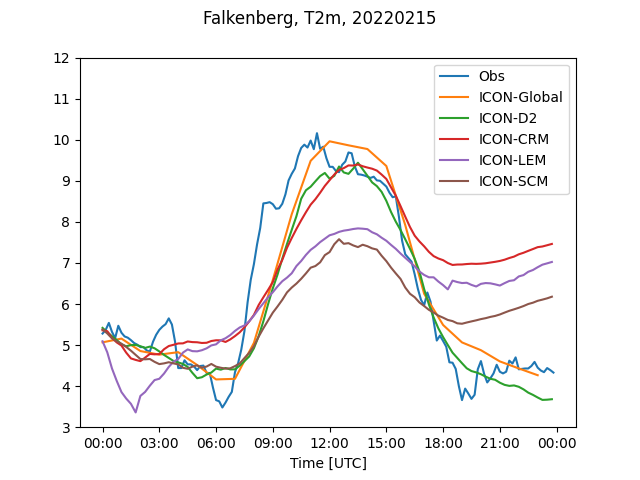 Falkenberg, T2m, 20220215
12
11
10
9
8
7
6
5
4
3
Obs
ICON-Global
ICON-D2
ICON-CRM
ICON-LEM
ICON-SCM
00:00 03:00 06:00 09:00 12:00 15:00 18:00 21:00 00:00
Time [UTC]